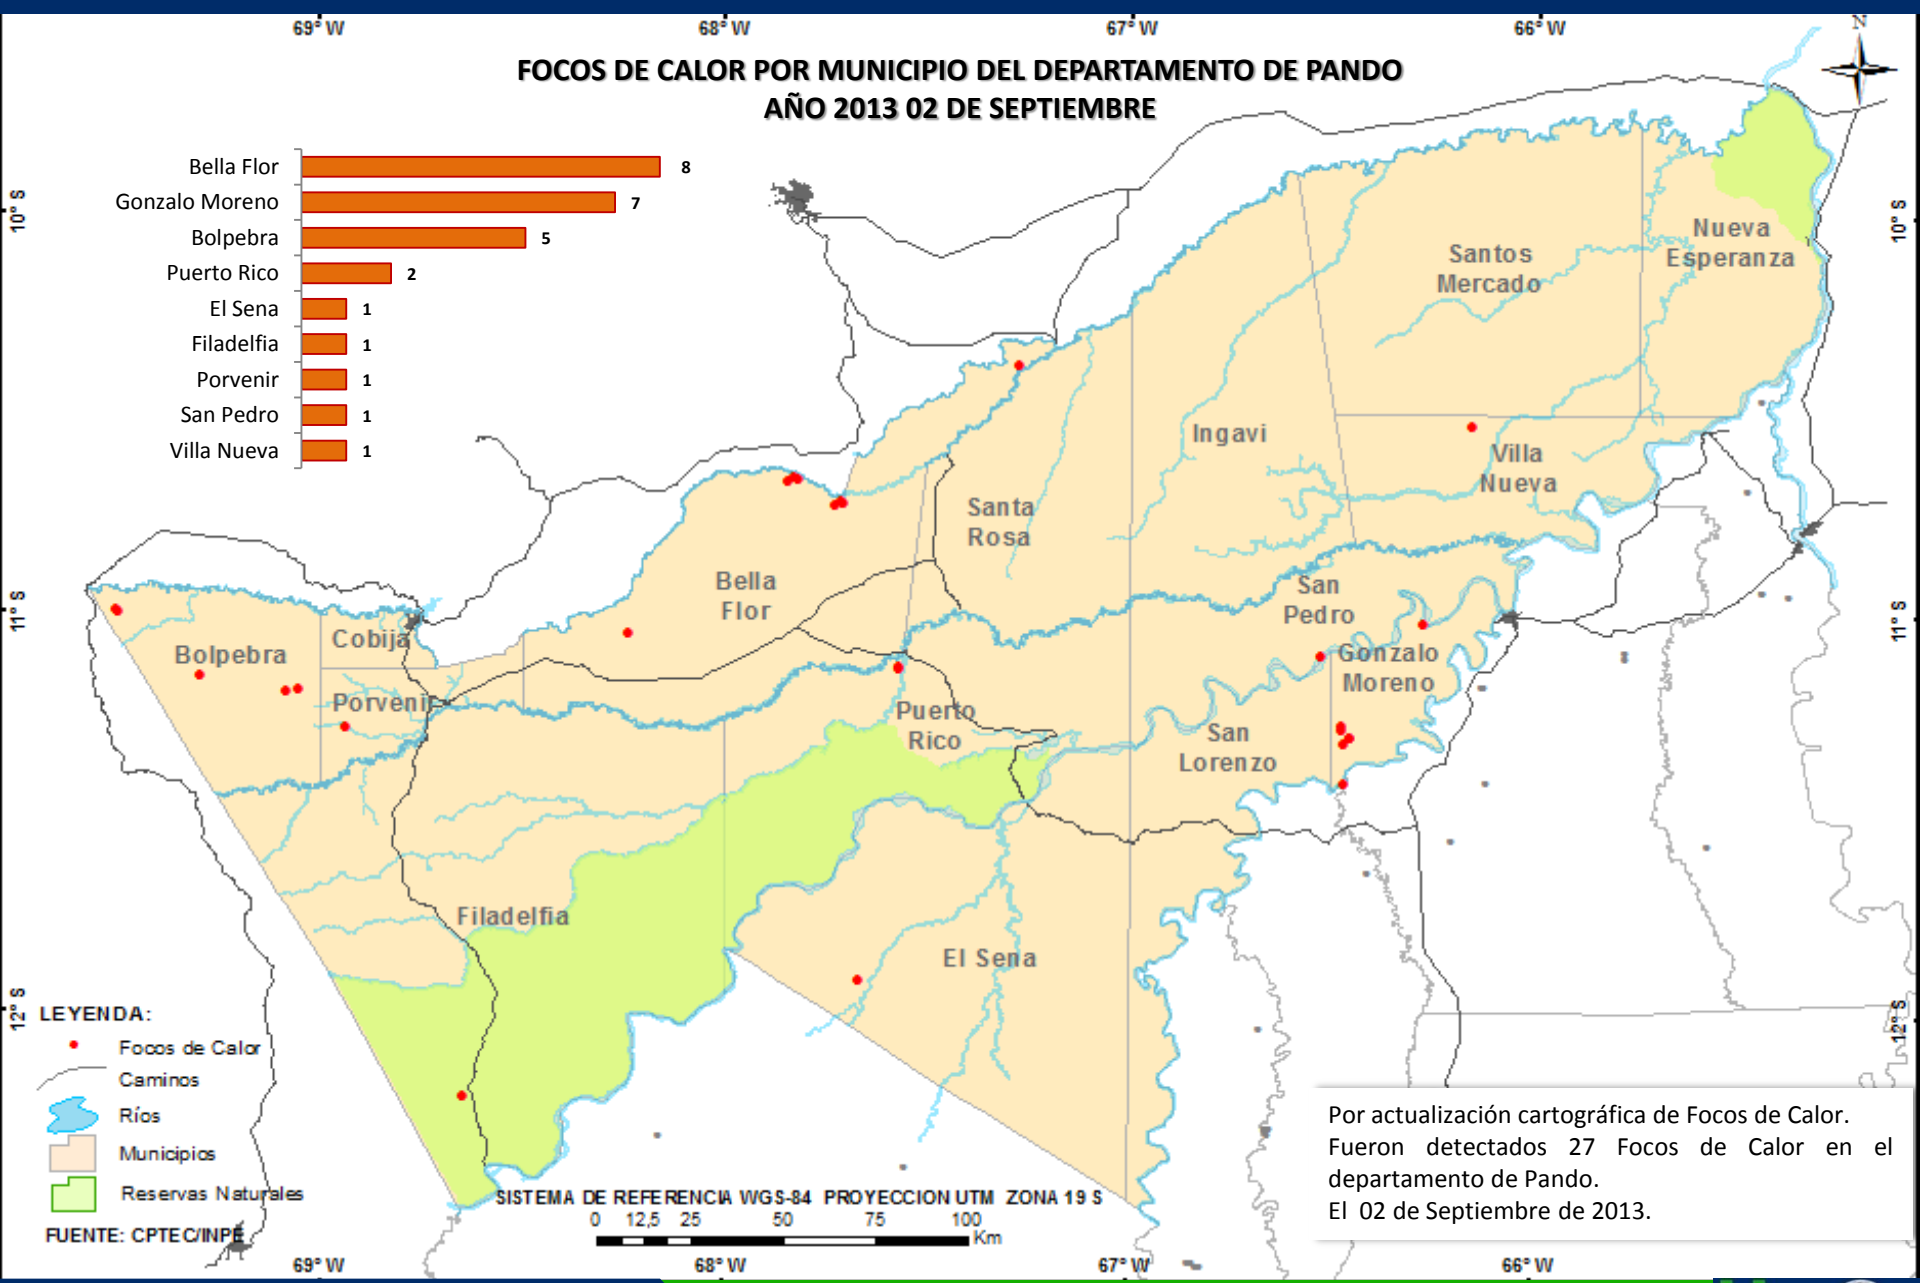 69° W 68° W 67° W 66° W
N
FOCOS DE CALOR POR MUNICIPIO DEL DEPARTAMENTO DE PANDO
AÑO 2013 02 DE SEPTIEMBRE
Bella Flor 8
Gonzalo Moreno 7
Bolpebra 5
Puerto Rico 2
El Sena 1
Filadelfia 1
Porvenir 1
San Pedro 1
Villa Nueva 1
10° S
10° S
11° S
11° S
12° S
12° S
Nueva
Esperanza
Santos
Mercado
Ingavi
Villa
Nueva
Santa
Rosa
Bella
Flor
San
Pedro
Cobija
Bolpebra
Gonzalo
Moreno
Porvenir
Puerto
Rico
San
Lorenzo
Filadelfia
El Sena
LEYENDA:
Focos de Calor
Caminos
Ríos
Municipios
Reservas Naturales
FUENTE: CPTEC/INPE
SISTEMA DE REFERENCIA WGS-84 PROYECCION UTM ZONA 19 S
0 12,5 25 50 75 100
Km
Por actualización cartográfica de Focos de Calor.
Fueron detectados 27 Focos de Calor en el
departamento de Pando.
El 02 de Septiembre de 2013.
69° W 68° W 67° W 66° W